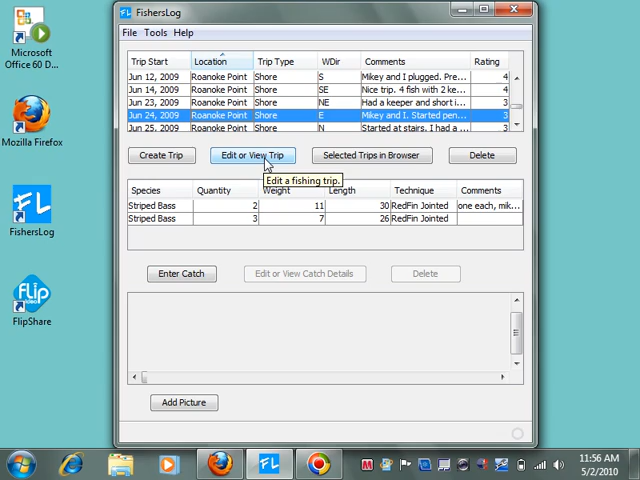 Microsoft
Office 60 D...
Mozilla Firefox
FL
FishersLog
Flip
video
FlipShare
FL FishersLog
File Tools Help
Trip Start Location Trip Type WDir Comments Rating
Jun 12, 2009 Roanoke Point Shore S Mikey and I plugged. Pre... 4
Jun 14, 2009 Roanoke Point Shore SE Nice trip. 4 fish with 2 ke... 4
Jun 23, 2009 Roanoke Point Shore NE Had a keeper and short i... 3
Jun 24, 2009 Roanoke Point Shore E Mikey and I. Started pen... 3
Jun 25, 2009 Roanoke Point Shore N Started at stairs. I had a ... 3
Create Trip Edit or View Trip Selected Trips in Browser Delete
Edit a fishing trip.
Species Quantity Weight Length Technique Comments
Striped Bass 2 11 30 RedFin Jointed one each, mik...
Striped Bass 3 7 26 RedFin Jointed
Enter Catch Edit or View Catch Details Delete
Add Picture
FL
11:56 AM
5/2/2010